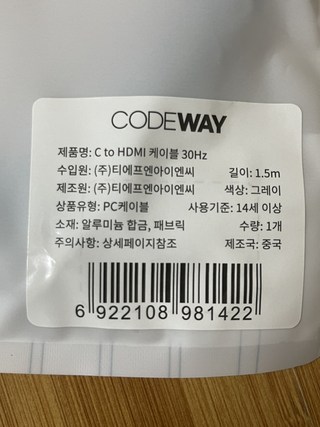 CODEWAY
제품명: C to HDMI 케이블 30Hz
수입원: (주)티에프엔아이엔씨 길이: 1.5m
제조원: (주)티에프엔아이엔씨 색상: 그레이
상품유형: PC케이블 사용기준: 14세 이상
소재: 알루미늄 합금, 패브릭 수량: 1개
주의사항: 상세페이지참조 제조국: 중국
6 922108 981422